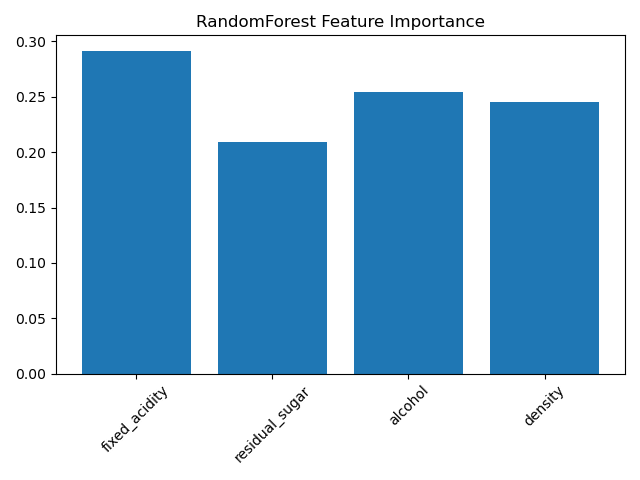 RandomForest Feature Importance
0.30
0.25
0.20
0.15
0.10
0.05
0.00
fixed_acidity
residual_sugar
alcohol
density